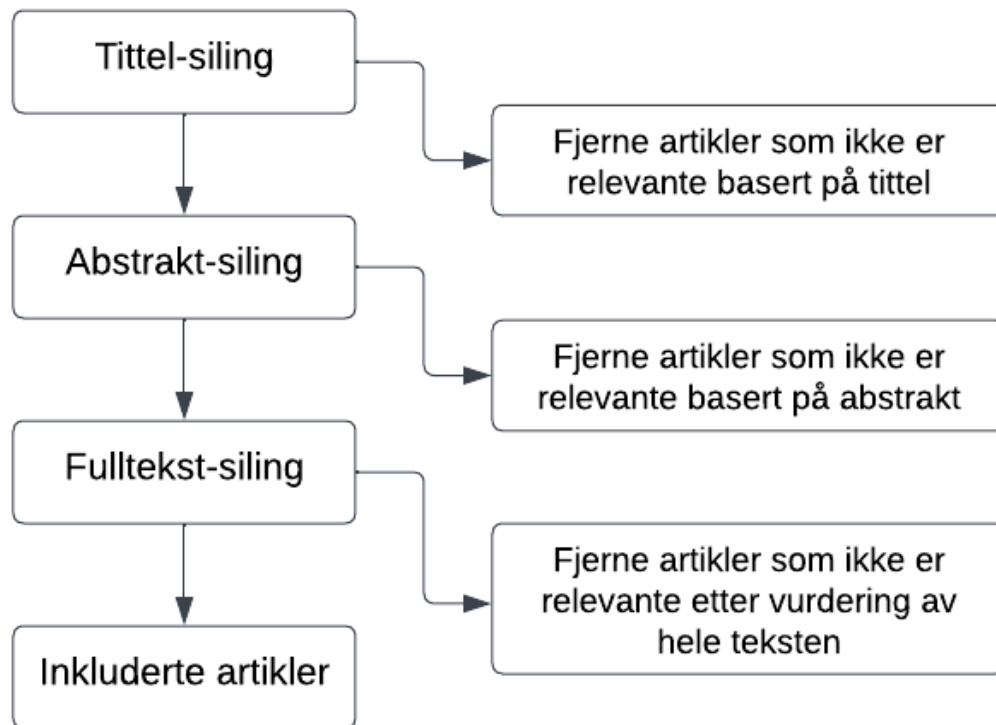 Tittel-siling
Fjerne artikler som ikke er
relevante basert på tittel
Abstrakt-siling
Fjerne artikler som ikke er
relevante basert på abstrakt
Fulltekst-siling
Fjerne artikler som ikke er
relevante etter vurdering av
hele teksten
Inkluderte artikler